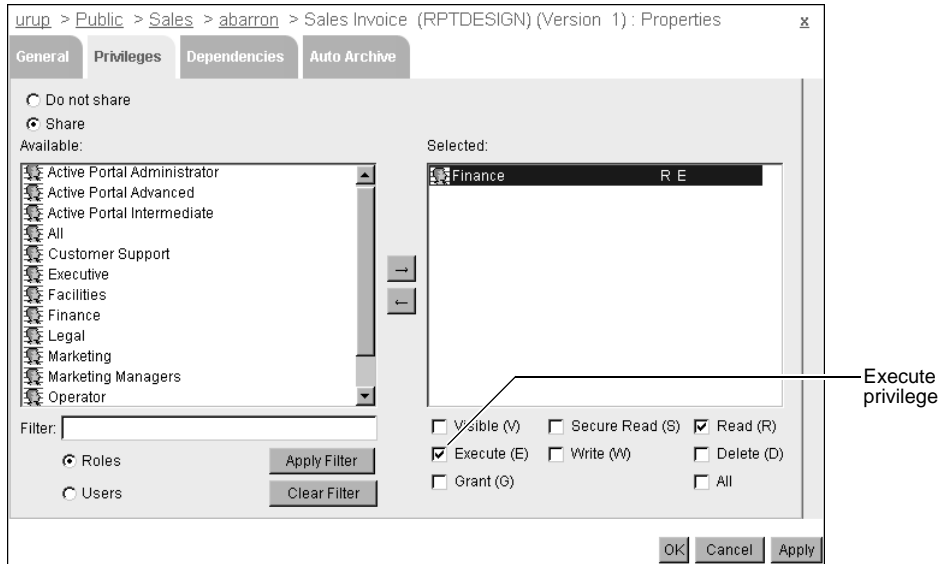 urup > Public > Sales > abarron > Sales Invoice (RPTDESIGN) (Version 1) : Properties x
General Privileges Dependencies Auto Archive
Do not share
Share
Available:
Active Portal Administrator
Active Portal Advanced
Active Portal Intermediate
All
Customer Support
Executive
Facilities
Finance
Legal
Marketing
Marketing Managers
Operator
Filter:
Roles
Apply Filter
Users
Clear Filter
→
←
Selected:
Finance R E
Visible (V) Secure Read (S) Read (R)
Execute (E) Write (W) Delete (D)
Grant (G) All
Execute
privilege
OK Cancel Apply